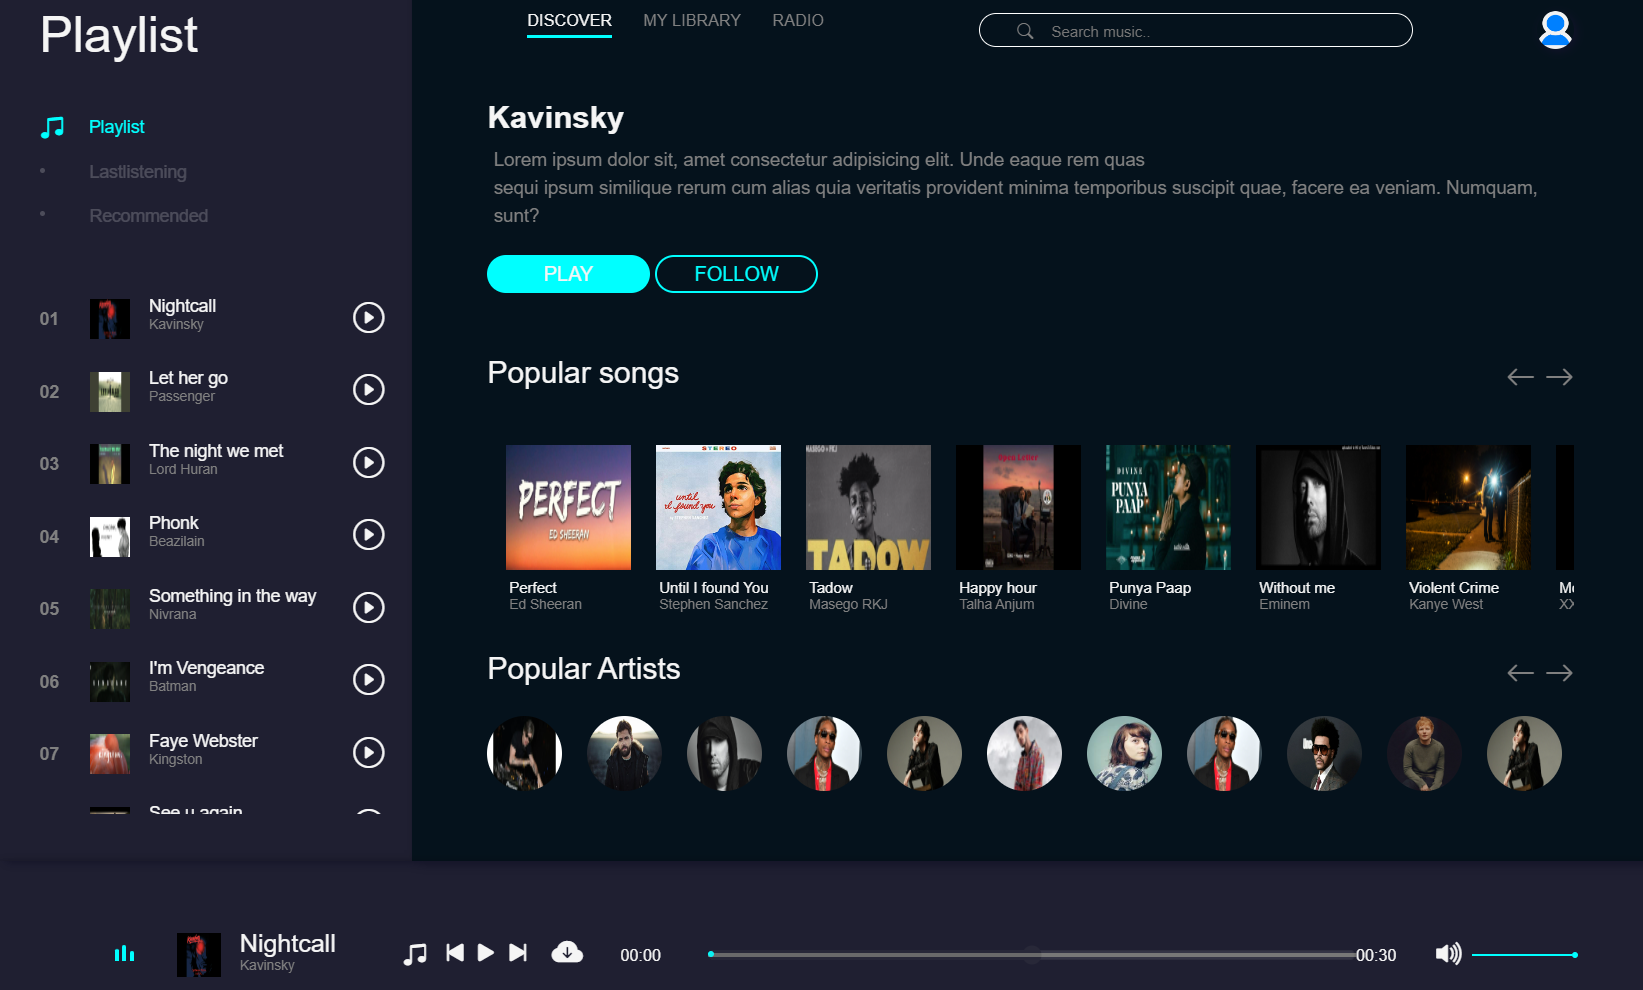 Playlist
DISCOVER
MY LIBRARY
RADIO
Search music..
Playlist
Lastlistening
Recommended
Kavinsky
Lorem ipsum dolor sit, amet consectetur adipisicing elit. Unde eaque rem quas
sequi ipsum similique rerum cum alias quia veritatis provident minima temporibus suscipit quae, facere ea veniam. Numquam,
sunt?
PLAY
FOLLOW
01
Nightcall
Kavinsky
02
Let her go
Passenger
03
The night we met
Lord Huran
04
Phonk
Beazilain
05
Something in the way
Nivrana
06
I'm Vengeance
Batman
07
Faye Webster
Kingston
See u again
Popular songs
PERFECT
ED SHEERAN
Perfect
Ed Sheeran
STEREO
until
I found you
Until I found You
Stephen Sanchez
MASEGO
FKJ
TADOW
Tadow
Masego RKJ
Open Letter
Happy hour
Talha Anjum
DIVINE
PUNYA
PAAP
Punya Paap
Divine
Without me
Eminem
Violent Crime
Kanye West
XX
Popular Artists
Nightcall
Kavinsky
00:00
00:30